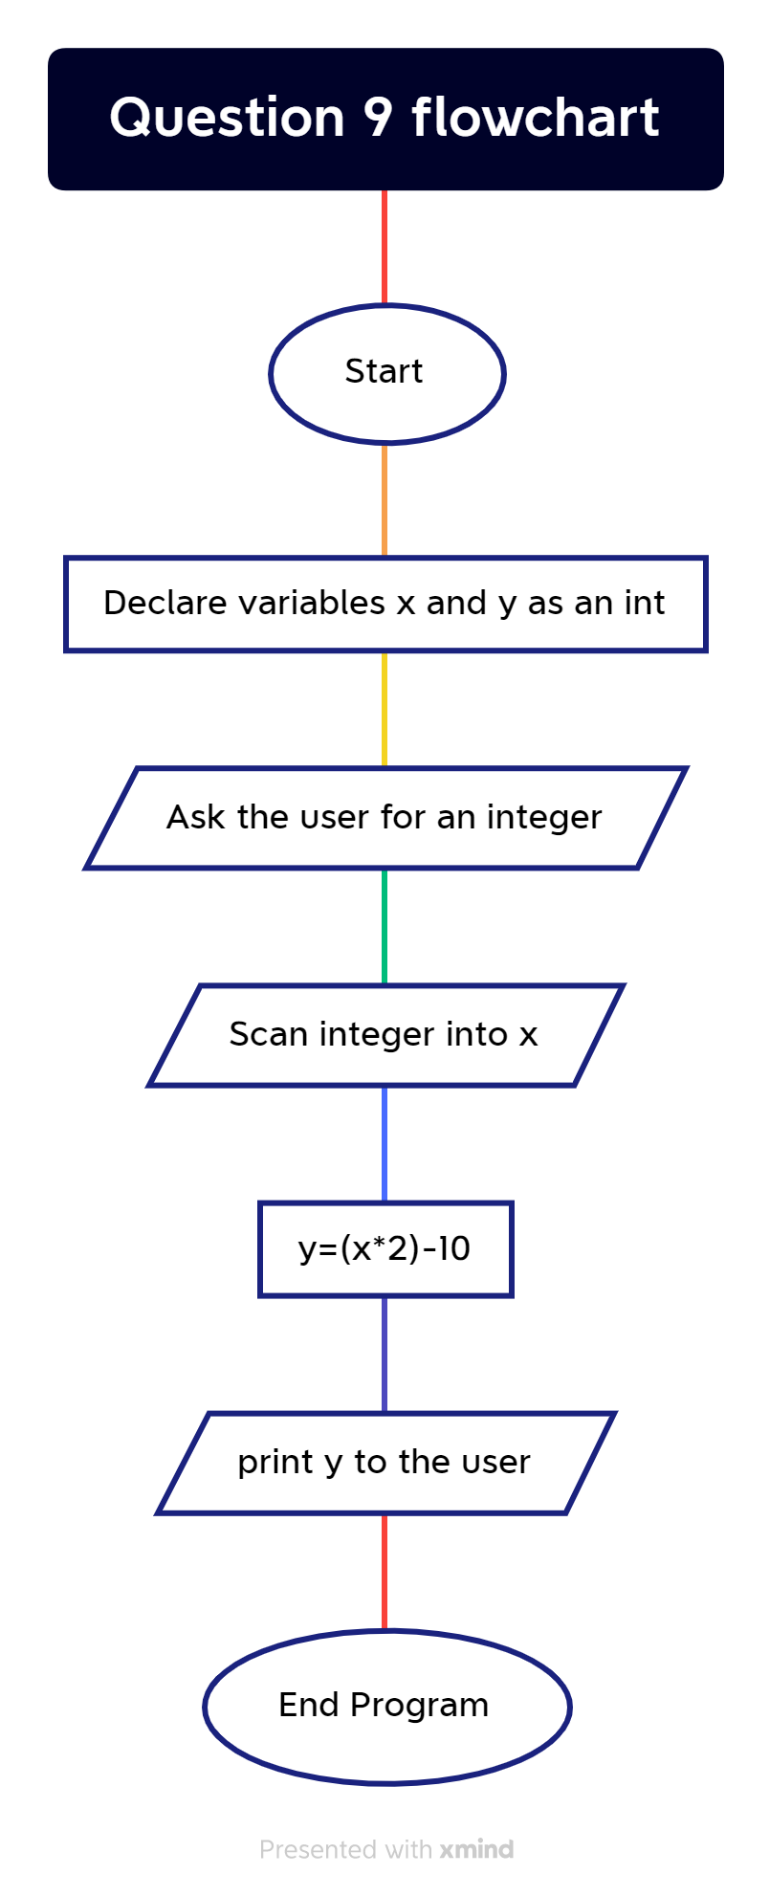 Question 9 flowchart
Start
Declare variables x and y as an int
Ask the user for an integer
Scan integer into x
y=(x*2)-10
print y to the user
End Program
Presented with xmind